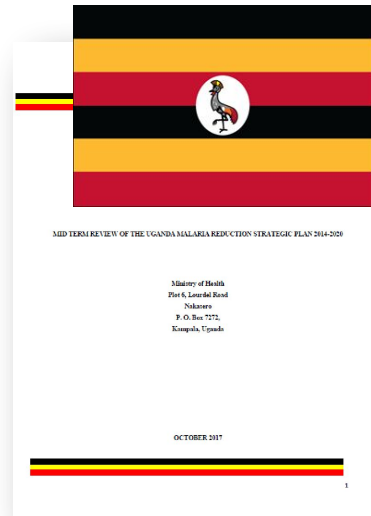 MID TERM REVIEW OF THE UGANDA MALARIA REDUCTION STRATEGIC PLAN 2014-2020
Ministry of Health
Plot 6, Lourdel Road
Nakasero
P. O. Box 7272,
Kampala, Uganda
OCTOBER 2017
1